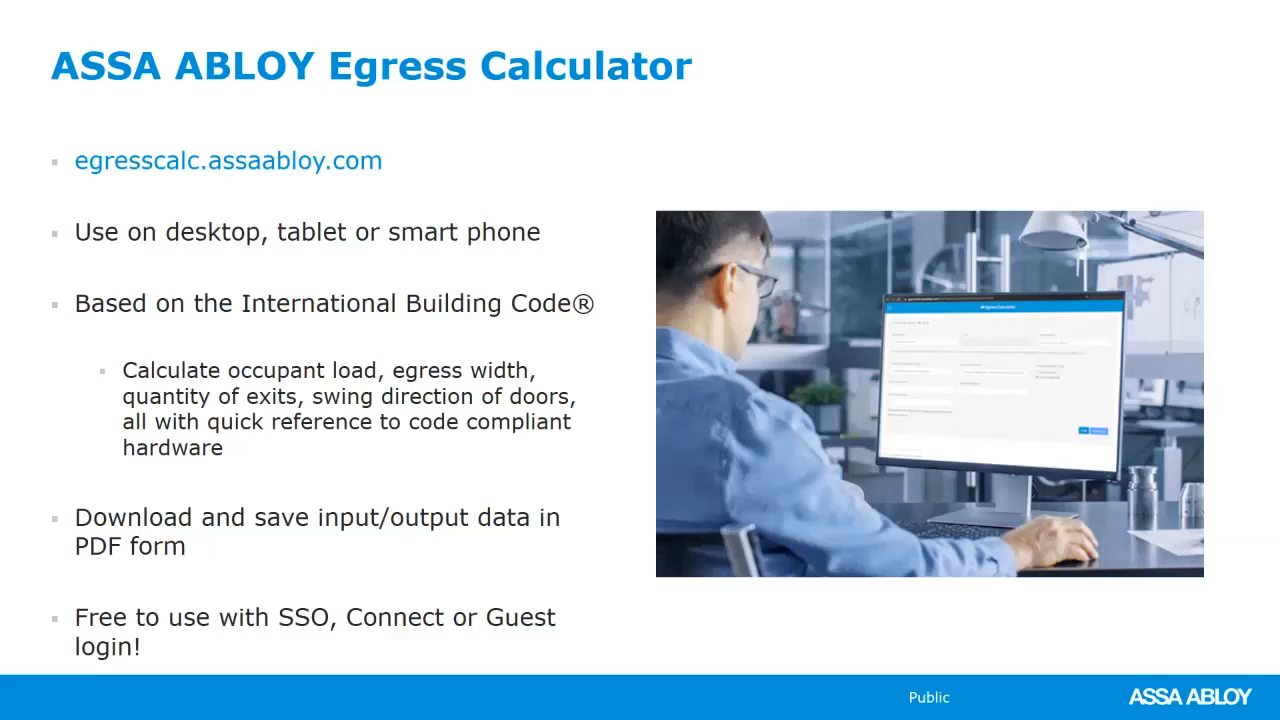 ASSA ABLOY Egress Calculator
egresscalc.assaabloy.com
Use on desktop, tablet or smart phone
Based on the International Building Code®
Calculate occupant load, egress width,
quantity of exits, swing direction of doors,
all with quick reference to code compliant
hardware
Download and save input/output data in
PDF form
Free to use with SSO, Connect or Guest
login!
Egress Calculator
Public
ASSA ABLOY